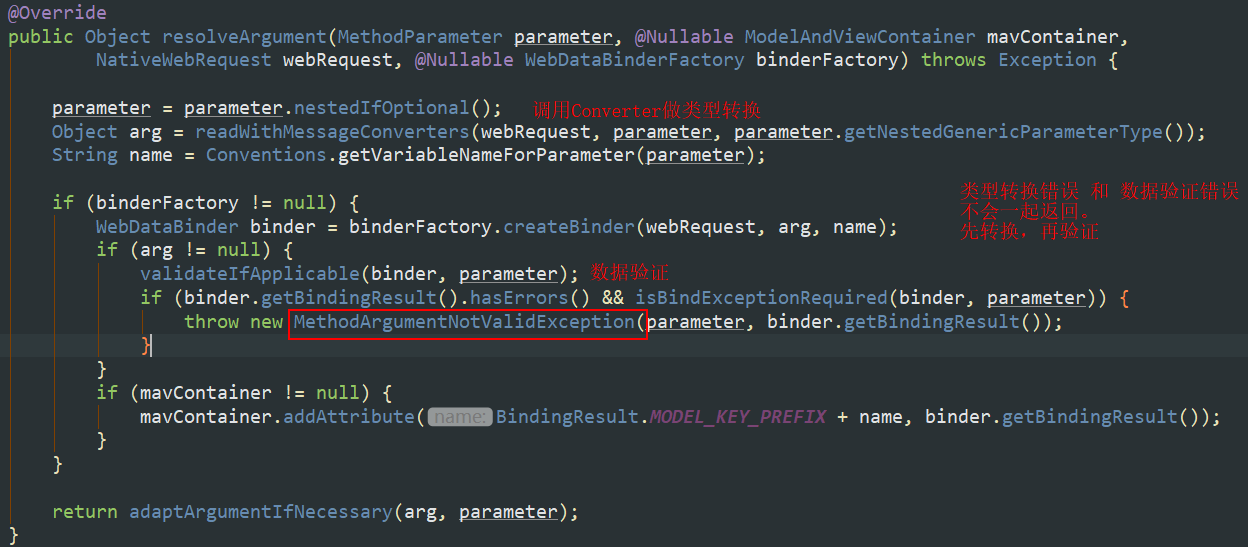 @Override
public Object resolveArgument(MethodParameter parameter, @Nullable ModelAndViewContainer mavContainer,
NativeWebRequest webRequest, @Nullable WebDataBinderFactory binderFactory) throws Exception {
parameter = parameter.nestedIfOptional(); 调用Converter做类型转换
Object arg = readWithMessageConverters(webRequest, parameter, parameter.getNestedGenericParameterType());
String name = Conventions.getVariableNameForParameter(parameter);
类型转换错误 和 数据验证错误
if (binderFactory != null) {
不会一起返回。
WebDataBinder binder = binderFactory.createBinder(webRequest, arg, name);
先转换，再验证
if (arg != null) {
validateIfApplicable(binder, parameter); 数据验证
if (binder.getBindingResult().hasErrors() && isBindExceptionRequired(binder, parameter)) {
throw new MethodArgumentNotValidException(parameter, binder.getBindingResult());
}
}
if (mavContainer != null) {
mavContainer.addAttribute( name: BindingResult.MODEL_KEY_PREFIX + name, binder.getBindingResult());
}
}
return adaptArgumentIfNecessary(arg, parameter);
}